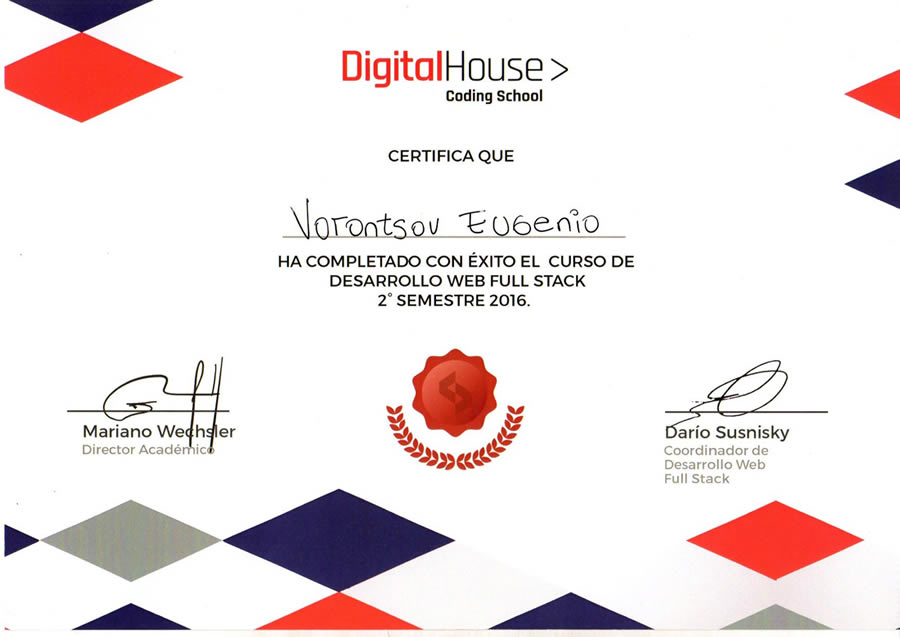 DigitalHouse>
Coding School
CERTIFICA QUE
Vorontsov Eugenio
HA COMPLETADO CON ÉXITO EL CURSO DE
DESARROLLO WEB FULL STACK
2° SEMESTRE 2016.
Mariano Wechsler
Director Académico
Darío Susnisky
Coordinador de
Desarrollo Web
Full Stack